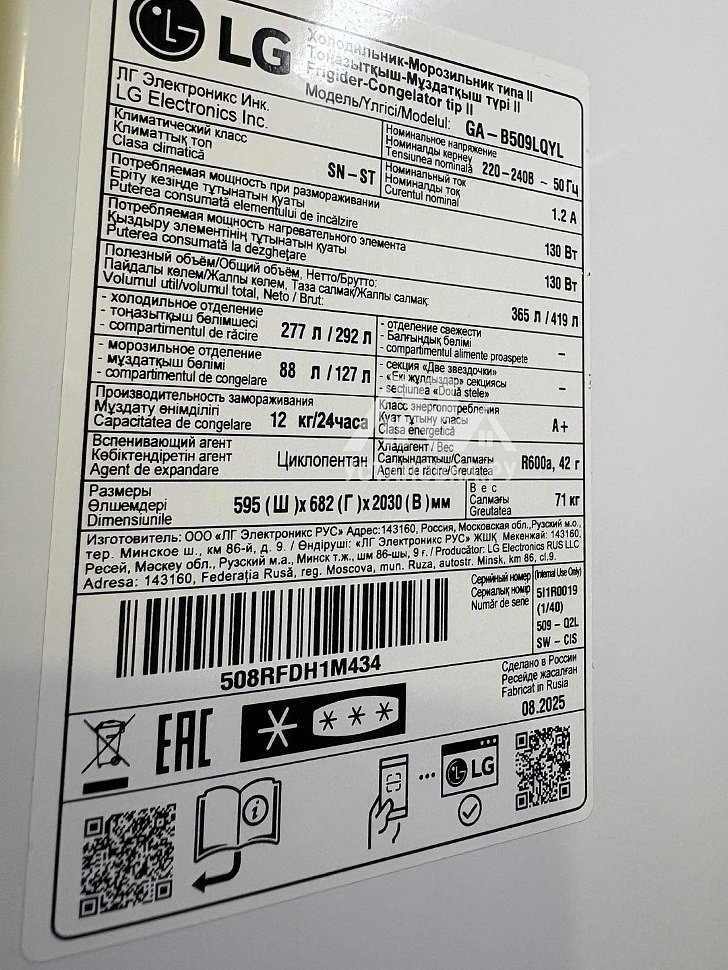 LG
Холодильник-Морозильник типа II
Тоңазытқыш-Мұздатқыш түрі II
Frigider-Congelator tip II
ЛГ Электроникс Инк.
LG Electronics Inc.
Модель/Үлгісі/Modelul: GA-B509LQYL
Климатический класс
Климаттық топ
Clasa climatică
SN-ST
Номинальное напряжение
Номиналды кернеу
Tensiunea nominală
220-240В ~ 50 Гц
Номинальный ток
Номиналды ток
Curentul nominal
1.2 А
Потребляемая мощность при размораживании
Еріту кезінде тұтынатын қуаты
Puterea consumată elementului de încălzire
130 Вт
Потребляемая мощность нагревательного элемента
Қыздыру элементінің тұтынатын қуаты
Puterea consumată la dezghețare
130 Вт
Полезный объём/Общий объём, Нетто/Брутто:
Пайдалы көлем/Жалпы көлем, Таза салмақ/Жалпы салмақ:
Volumul util/volumul total, Neto / Brut:
365 л / 419 л
- холодильное отделение
- тоңазытқыш бөлімшесі
- compartimentul de răcire
277 л / 292 л
- отделение свежести
- Балғындық бөлімі
- compartimentul alimente proaspete
–
- морозильное отделение
- мұздатқыш бөлімі
- compartimentul de congelare
88 л / 127 л
- секция «Две звездочки»
- «Екі жұлдыздар» секциясы
- secțiunea «Două stele»
–
Производительность замораживания
Мұздату өнімділігі
Capacitatea de congelare
12 кг/24часа
Класс энергопотребления
Қуат тұтыну класы
Clasa energetică
А+
Вспенивающий агент
Көбіктендіретін агент
Agent de expandare
Циклопентан
Хладагент / Вес
Салқындатқыш/Салмағы
Agent de răcire/Greutatea
R600a, 42 г
Размеры
Өлшемдері
Dimensiunile
595 (Ш)х 682 (Г)х 2030 (В) мм
Вес
Салмағы
Greutatea
71 кг
Изготовитель: ООО «ЛГ Электроникс РУС» Адрес:143160, Россия, Московская обл.,Рузский м.о.,
тер. Минское ш., км 86-й, д. 9. / Өндіруші: «ЛГ Электроникс РУС» ЖШҚ Мекенжай: 143160,
Ресей, Мәскеу обл., Рузский м.а., Минск т.ж., шм 86-шы, 9 г. / Producător: LG Electronics RUS LLC
Adresa: 143160, Federația Rusă, reg. Moscova, mun. Ruza, autostr. Minsk, km 86, cl.9.
508RFDH1M434
Серийный номер
Сериялық номір
Număr de serie
(Internal Use Only)
5I1R0019
(1/40)
509 - Q2L
SW - CIS
Сделано в России
Ресейде жасалған
Fabricat în Rusia
08.2025
EAC
LG